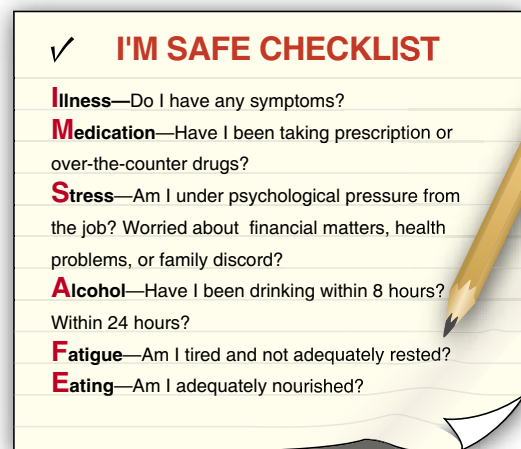 ✓ I'M SAFE CHECKLIST
Illness—Do I have any symptoms?
Medication—Have I been taking prescription or
over-the-counter drugs?
Stress—Am I under psychological pressure from
the job? Worried about  financial matters, health
problems, or family discord?
Alcohol—Have I been drinking within 8 hours?
Within 24 hours?
Fatigue—Am I tired and not adequately rested?
Eating—Am I adequately nourished?